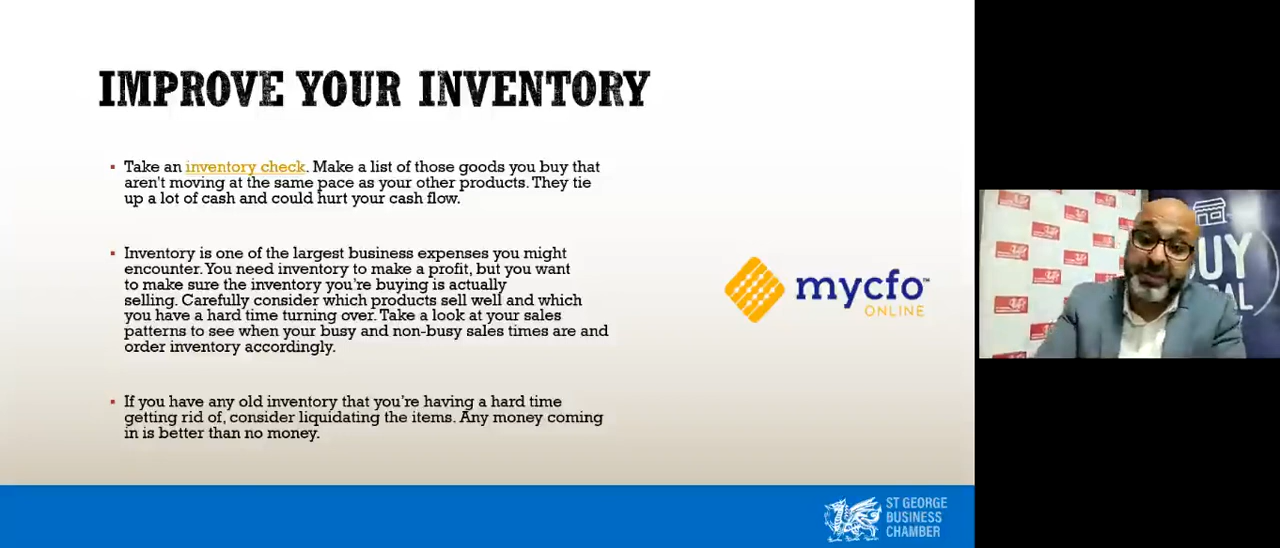 IMPROVE YOUR INVENTORY
▪ Take an inventory check. Make a list of those goods you buy that
aren't moving at the same pace as your other products. They tie
up a lot of cash and could hurt your cash flow.
▪ Inventory is one of the largest business expenses you might
encounter. You need inventory to make a profit, but you want
to make sure the inventory you're buying is actually
selling. Carefully consider which products sell well and which
you have a hard time turning over. Take a look at your sales
patterns to see when your busy and non-busy sales times are and
order inventory accordingly.
▪ If you have any old inventory that you're having a hard time
getting rid of, consider liquidating the items. Any money coming
in is better than no money.
mycfo™
ONLINE
ST GEORGE
BUSINESS
CHAMBER
BUY